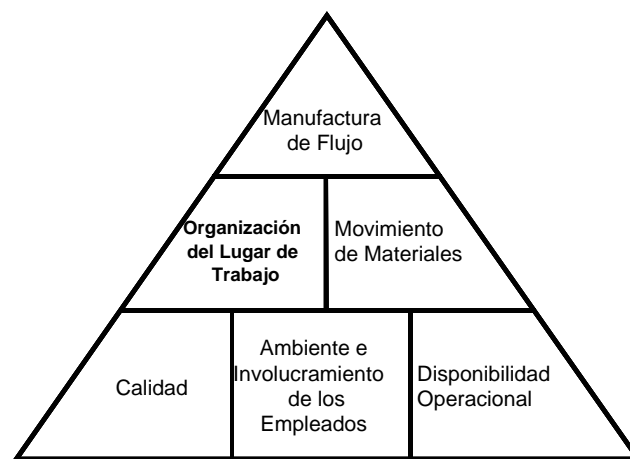 Manufactura
de Flujo
Organización
del Lugar de
Trabajo
Movimiento
de Materiales
Calidad
Ambiente e
Involucramiento
de los
Empleados
Disponibilidad
Operacional